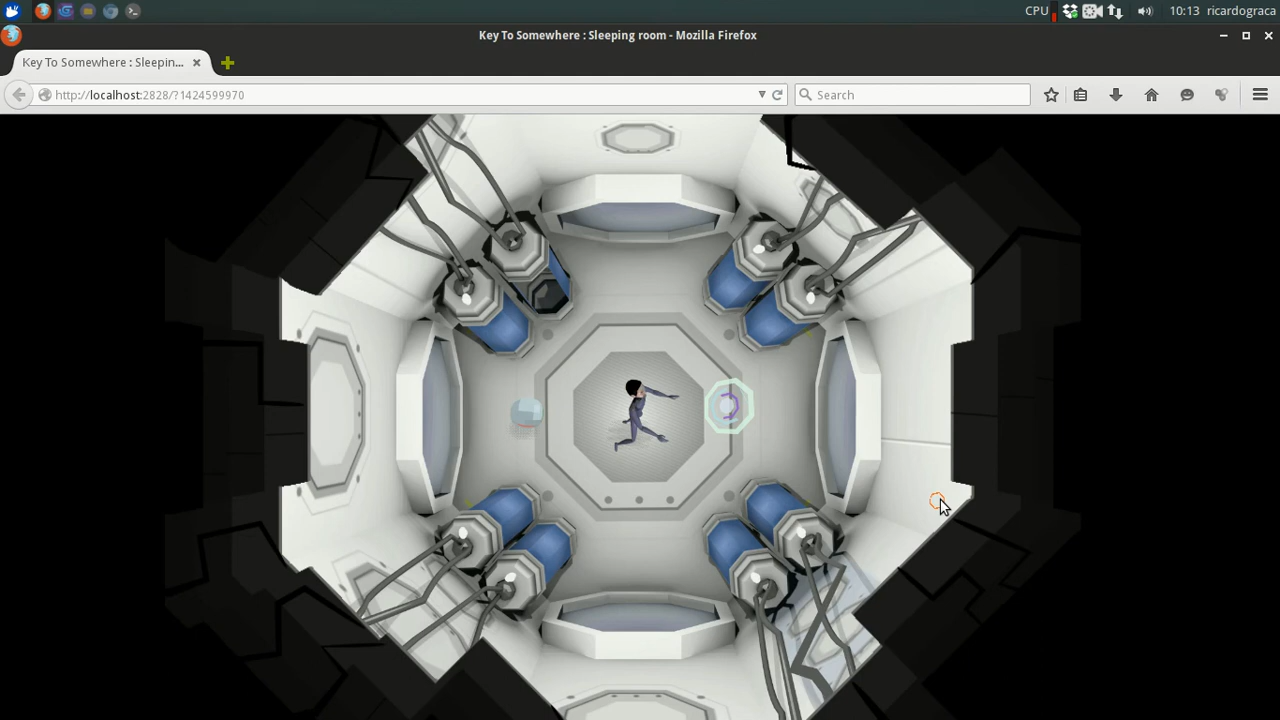 CPU 10:13 ricardograca
Key To Somewhere : Sleeping room - Mozilla Firefox
Key To Somewhere : Sleepin...
http://localhost:2828/?1424599970 Search